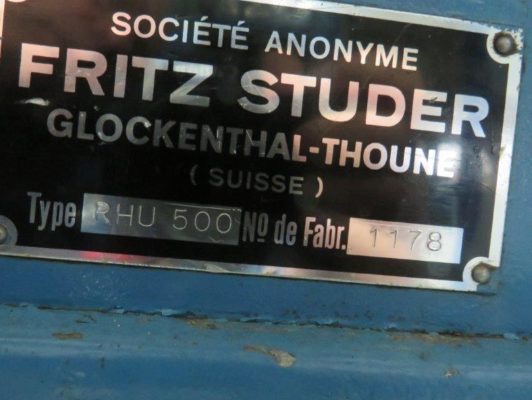 SOCIÉTÉ ANONYME
FRITZ STUDER
GLOCKENTHAL-THOUNE
( SUISSE )
Type RHU 500 Nº de Fabr. 1178